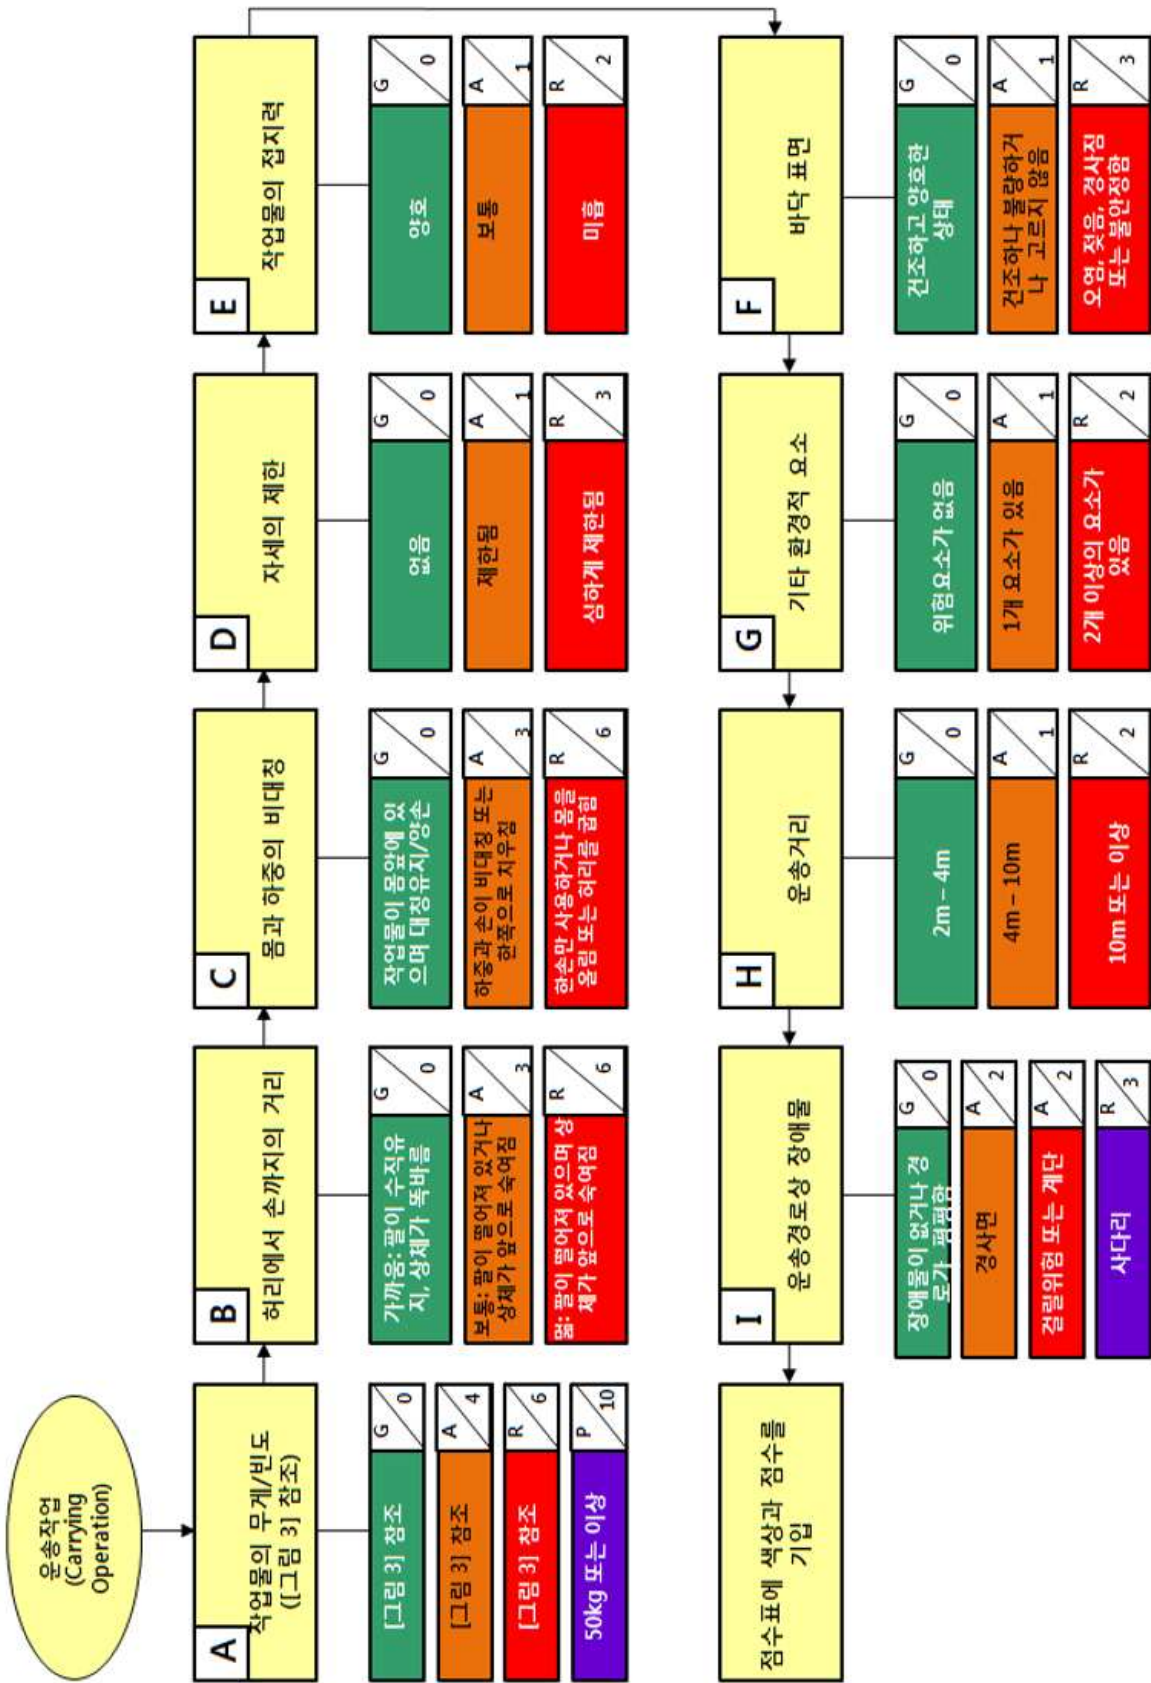 운송작업
(Carrying
Operation)
A
작업물의 무게/빈도
([그림 3] 참조)
[그림 3] 참조
G
0
[그림 3] 참조
A
4
[그림 3] 참조
R
6
50kg 또는 이상
P
10
B
허리에서 손까지의 거리
가까움: 팔이 수직유
지, 상체가 똑바름
G
0
보통: 팔이 떨어져 있거나
상체가 앞으로 숙여짐
A
3
멂: 팔이 떨어져 있으며 상
체가 앞으로 숙여짐
R
6
C
몸과 하중의 비대칭
작업물이 몸앞에 있
으며 대칭유지/양손
G
0
하중과 손이 비대칭 또는
한쪽으로 치우침
A
3
한손만 사용하거나 몸을
올림 또는 허리를 굽힘
R
6
D
자세의 제한
없음
G
0
제한됨
A
1
심하게 제한됨
R
3
E
작업물의 접지력
양호
G
0
보통
A
1
미흡
R
2
F
바닥 표면
건조하고 양호한
상태
G
0
건조하나 불량하거
나 고르지 않음
A
1
오염, 젖음, 경사짐
또는 불안정함
R
3
G
기타 환경적 요소
위험요소가 없음
G
0
1개 요소가 있음
A
1
2개 이상의 요소가
있음
R
2
H
운송거리
2m – 4m
G
0
4m – 10m
A
1
10m 또는 이상
R
2
I
운송경로상 장애물
장애물이 없거나 경
로가 평평함
G
0
경사면
A
2
걸릴위험 또는 계단
A
2
사다리
R
3
점수표에 색상과 점수를
기입